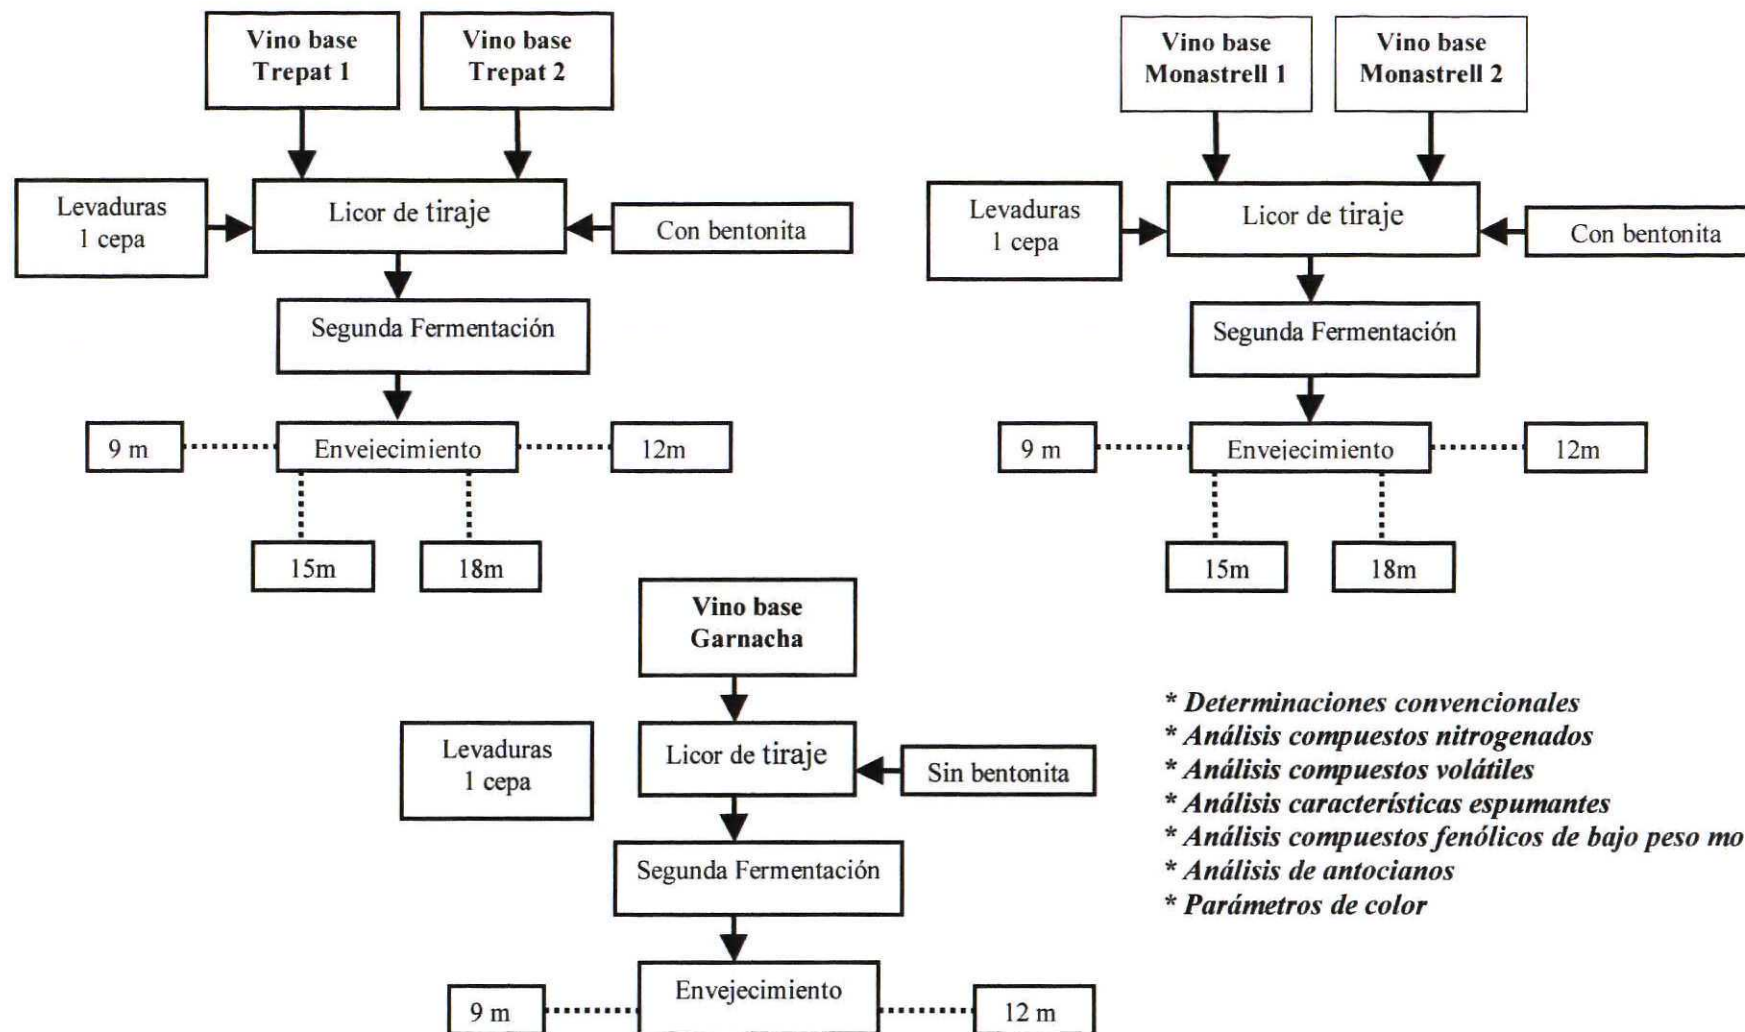 Vino base
Trepat 1
Vino base
Trepat 2
Levaduras
1 cepa
Licor de tiraje
Con bentonita
Segunda Fermentación
9 m
Envejecimiento
12m
15m
18m
Vino base
Monastrell 1
Vino base
Monastrell 2
Levaduras
1 cepa
Licor de tiraje
Con bentonita
Segunda Fermentación
9 m
Envejecimiento
12m
15m
18m
Vino base
Garnacha
Levaduras
1 cepa
Licor de tiraje
Sin bentonita
Segunda Fermentación
9 m
Envejecimiento
12 m
* Determinaciones convencionales
* Análisis compuestos nitrogenados
* Análisis compuestos volátiles
* Análisis características espumantes
* Análisis compuestos fenólicos de bajo peso mo
* Análisis de antocianos
* Parámetros de color